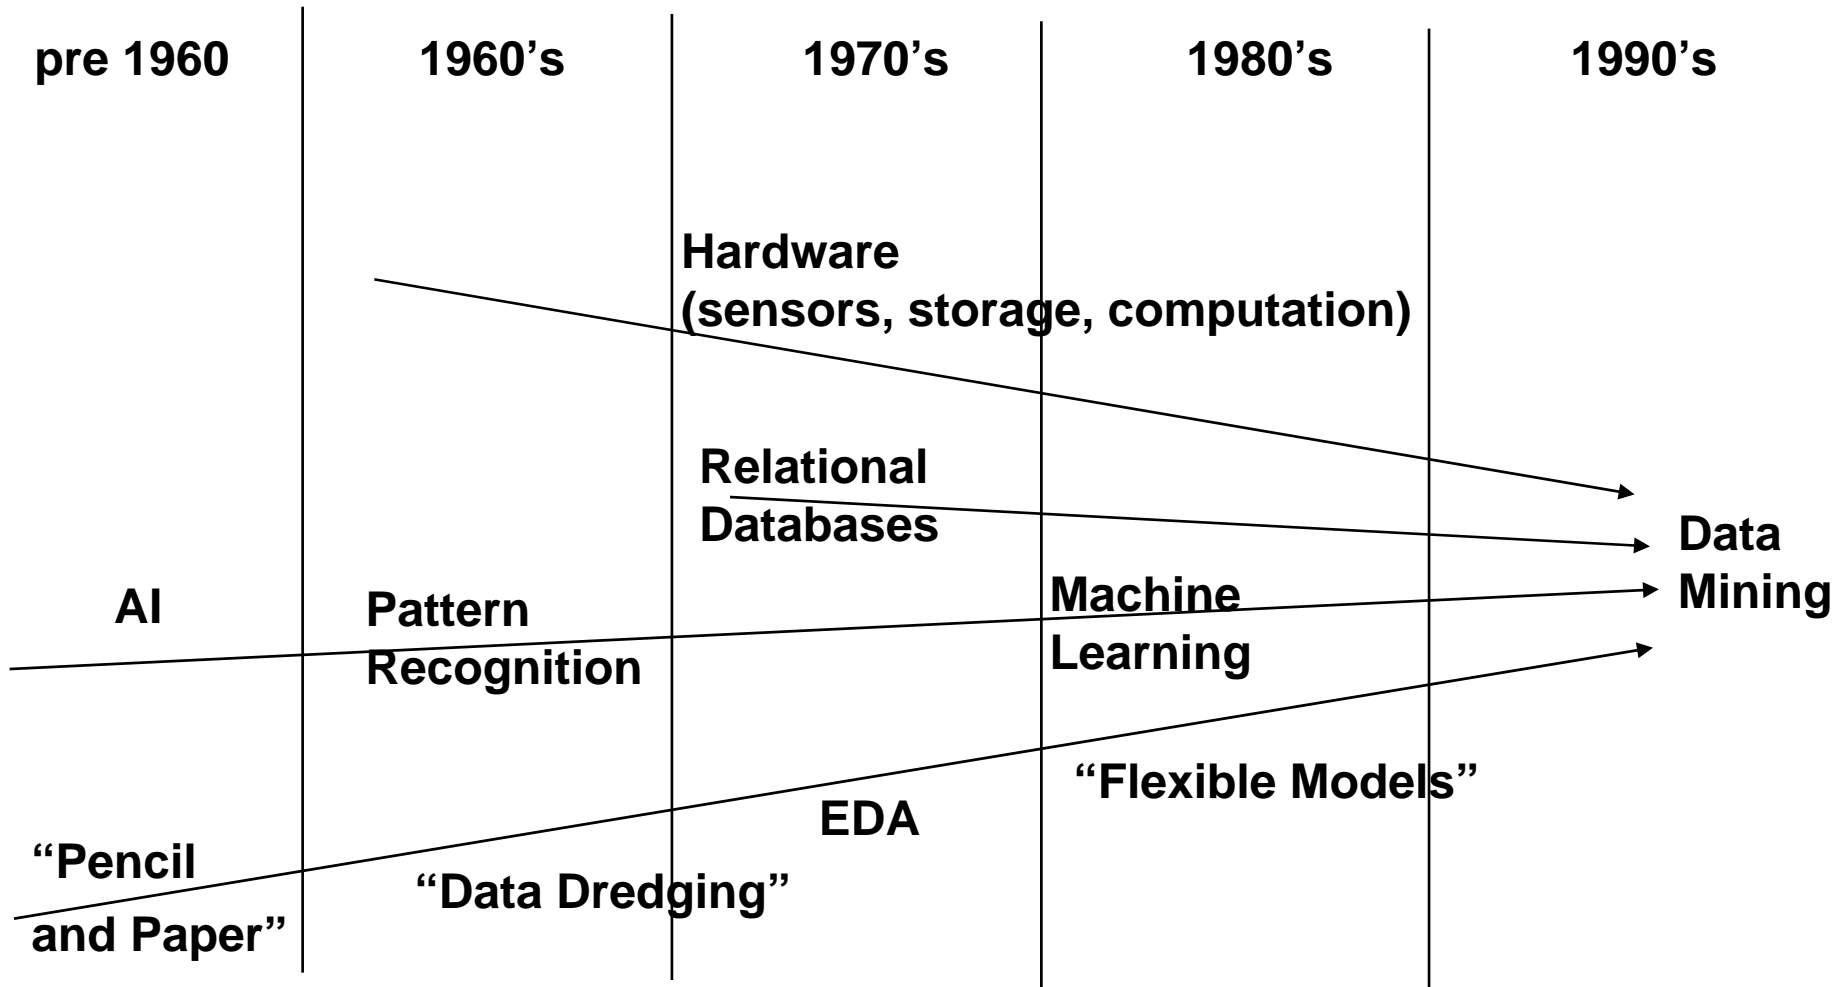 pre 1960
1960’s
1970’s
1980’s
1990’s
Hardware
(sensors, storage, computation)
Relational
Databases
Data
Mining
AI
Pattern
Recognition
Machine
Learning
“Flexible Models”
EDA
“Pencil
and Paper”
“Data Dredging”